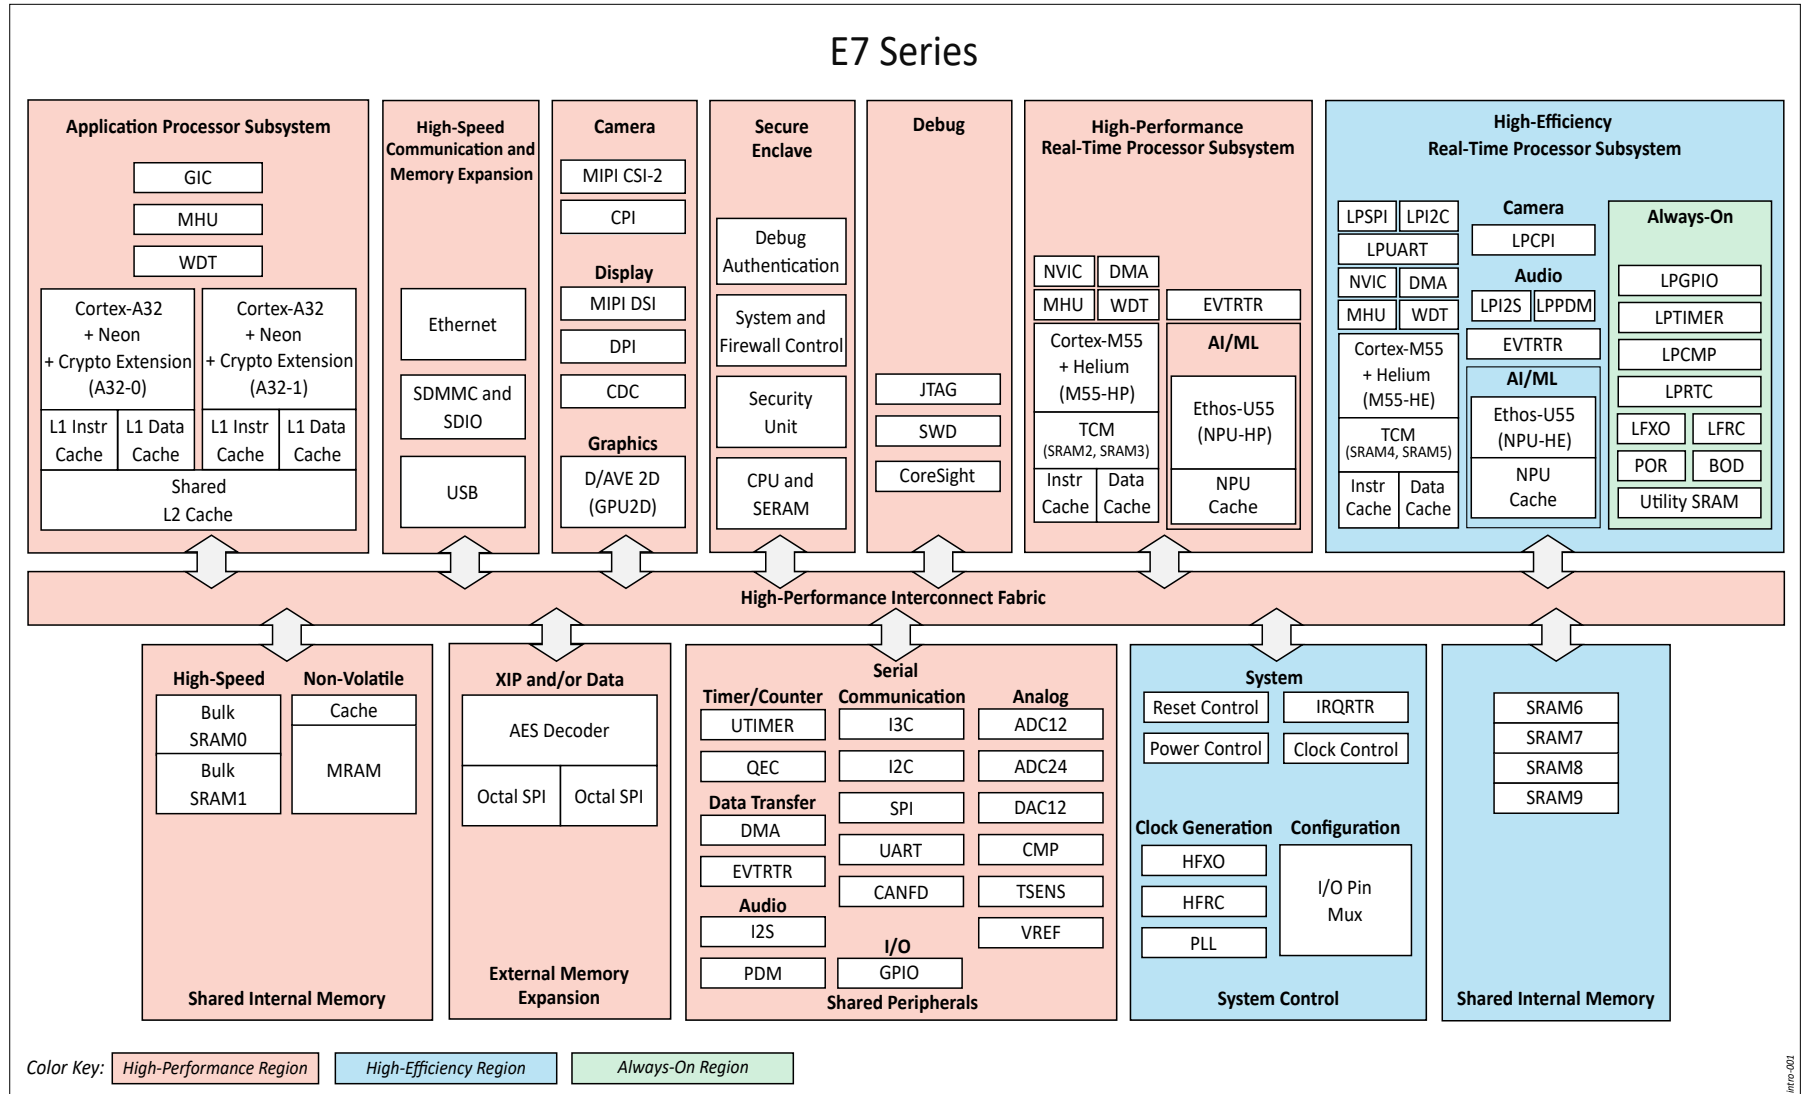 E7 Series
Application Processor Subsystem
GIC
MHU
WDT
Cortex-A32
+ Neon
+ Crypto Extension
(A32-0)
L1 Instr
Cache
L1 Data
Cache
Cortex-A32
+ Neon
+ Crypto Extension
(A32-1)
L1 Instr
Cache
L1 Data
Cache
Shared
L2 Cache
High-Speed
Communication and
Memory Expansion
Ethernet
SDMMC and
SDIO
USB
Camera
MIPI CSI-2
CPI
Display
MIPI DSI
DPI
CDC
Graphics
D/AVE 2D
(GPU2D)
Secure
Enclave
Debug
Authentication
System and
Firewall Control
Security
Unit
CPU and
SERAM
Debug
JTAG
SWD
CoreSight
High-Performance
Real-Time Processor Subsystem
NVIC
DMA
MHU
WDT
Cortex-M55
+ Helium
(M55-HP)
TCM
(SRAM2, SRAM3)
Instr
Cache
Data
Cache
EVTRTR
AI/ML
Ethos-U55
(NPU-HP)
NPU
Cache
High-Efficiency
Real-Time Processor Subsystem
LPSPI
LPI2C
LPUART
NVIC
DMA
MHU
WDT
Cortex-M55
+ Helium
(M55-HE)
TCM
(SRAM4, SRAM5)
Instr
Cache
Data
Cache
Camera
LPCPI
Audio
LPI2S
LPPDM
EVTRTR
AI/ML
Ethos-U55
(NPU-HE)
NPU
Cache
Always-On
LPGPIO
LPTIMER
LPCMP
LPRTC
LFXO
LFRC
POR
BOD
Utility SRAM
High-Performance Interconnect Fabric
High-Speed
Bulk
SRAM0
Bulk
SRAM1
Non-Volatile
Cache
MRAM
Shared Internal Memory
XIP and/or Data
AES Decoder
Octal SPI
Octal SPI
External Memory
Expansion
Timer/Counter
UTIMER
QEC
Data Transfer
DMA
EVTRTR
Audio
I2S
PDM
Serial
Communication
I3C
I2C
SPI
UART
CANFD
I/O
GPIO
Analog
ADC12
ADC24
DAC12
CMP
TSENS
VREF
Shared Peripherals
System
Reset Control
IRQRTR
Power Control
Clock Control
Clock Generation
HFXO
HFRC
PLL
Configuration
I/O Pin
Mux
System Control
SRAM6
SRAM7
SRAM8
SRAM9
Shared Internal Memory
Color Key:
High-Performance Region
High-Efficiency Region
Always-On Region
intro-001